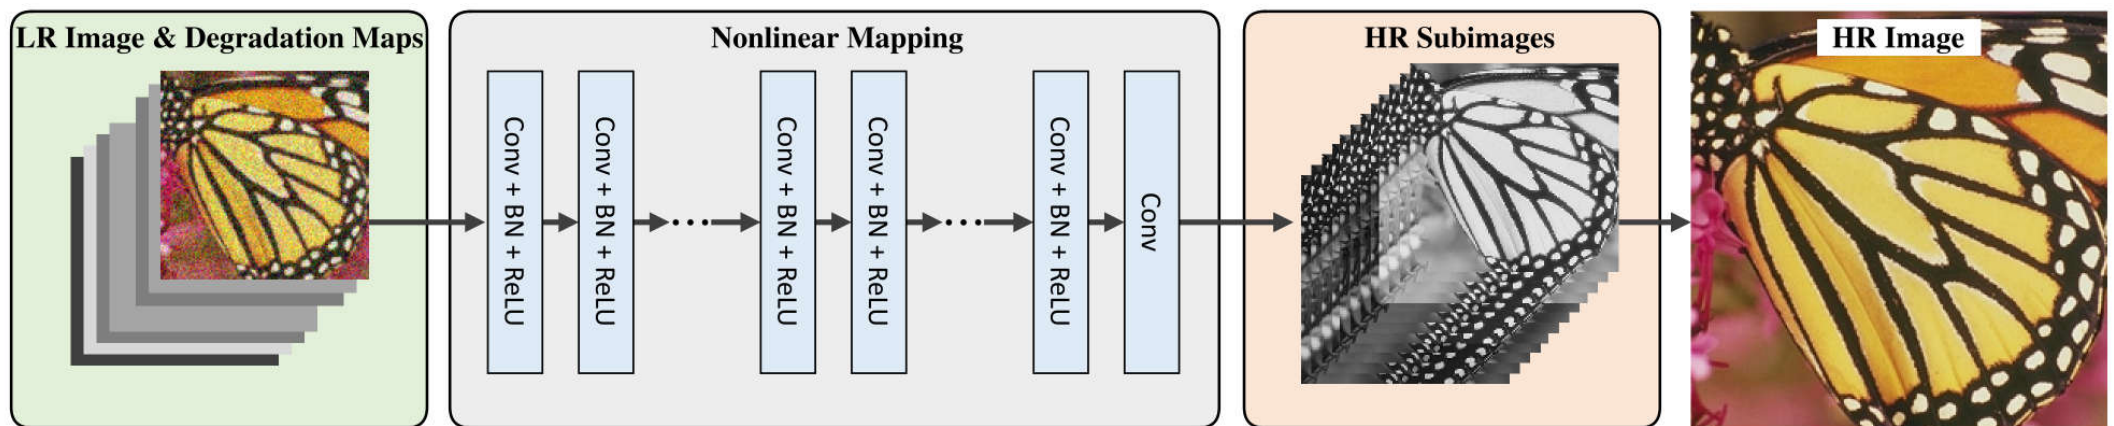 LR Image & Degradation Maps
Nonlinear Mapping
HR Subimages
HR Image
Conv + BN + ReLU
Conv + BN + ReLU
...
Conv + BN + ReLU
Conv + BN + ReLU
...
Conv + BN + ReLU
Conv